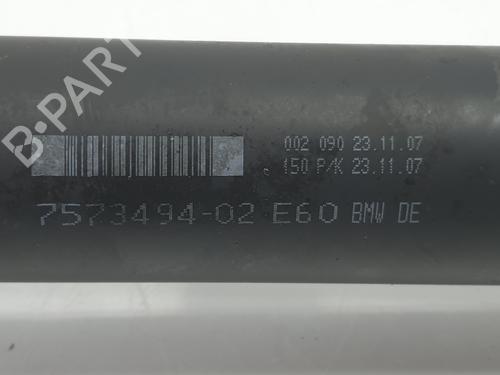 B-PARTS
002 090 23.11.07
150 P/K 23.11.07
7573494-02 E60 BMW DE